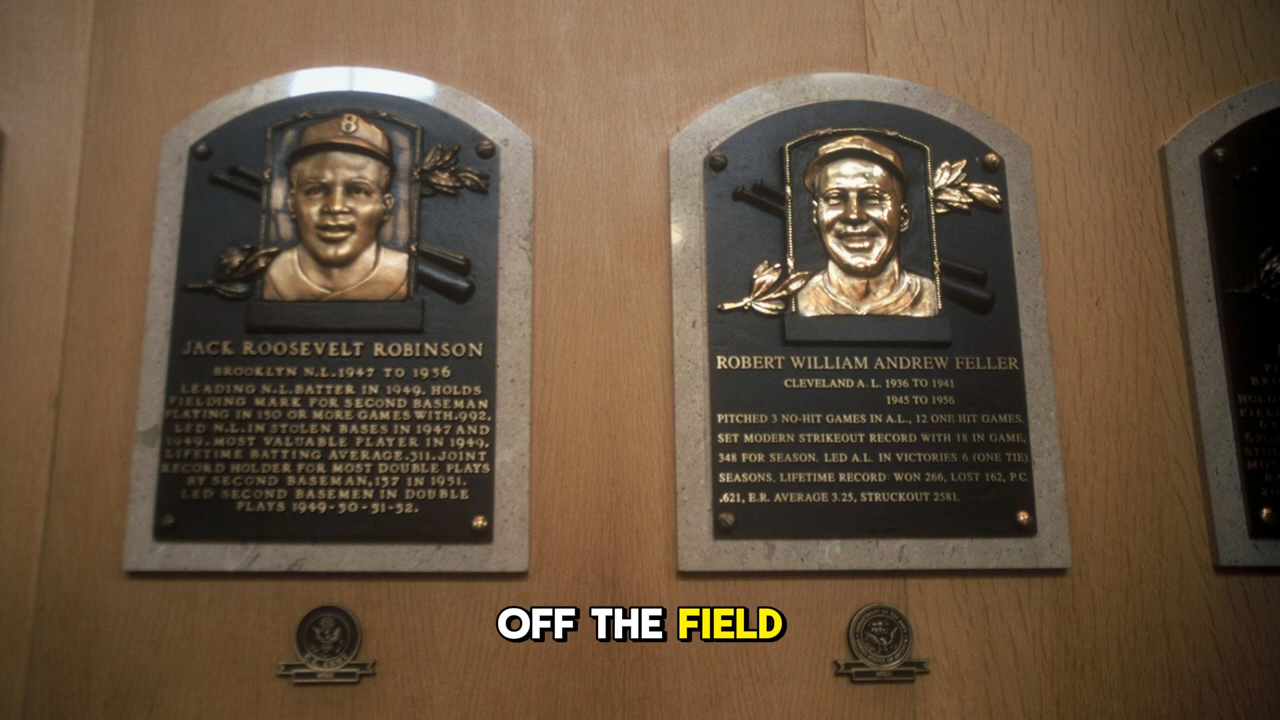 B
JACK ROOSEVELT ROBINSON
BROOKLYN N.L. 1947 TO 1956
LEADING N.L. BATTER IN 1949. HOLDS
FIELDING MARK FOR SECOND BASEMAN
PLAYING IN 150 OR MORE GAMES WITH .992.
LED N.L. IN STOLEN BASES IN 1947 AND
1949. MOST VALUABLE PLAYER IN 1949.
LIFETIME BATTING AVERAGE .311. JOINT
RECORD HOLDER FOR MOST DOUBLE PLAYS
BY SECOND BASEMAN, 137 IN 1951.
LED SECOND BASEMEN IN DOUBLE
PLAYS 1949-50-51-52.
ROBERT WILLIAM ANDREW FELLER
CLEVELAND A. L. 1936 TO 1941
1945 TO 1956
PITCHED 3 NO-HIT GAMES IN A.L., 12 ONE HIT GAMES.
SET MODERN STRIKEOUT RECORD WITH 18 IN GAME,
348 FOR SEASON. LED A.L. IN VICTORIES 6 (ONE TIE)
SEASONS. LIFETIME RECORD: WON 266, LOST 162, P.C.
.621, E.R. AVERAGE 3.25, STRUCKOUT 2581.
OFF THE FIELD